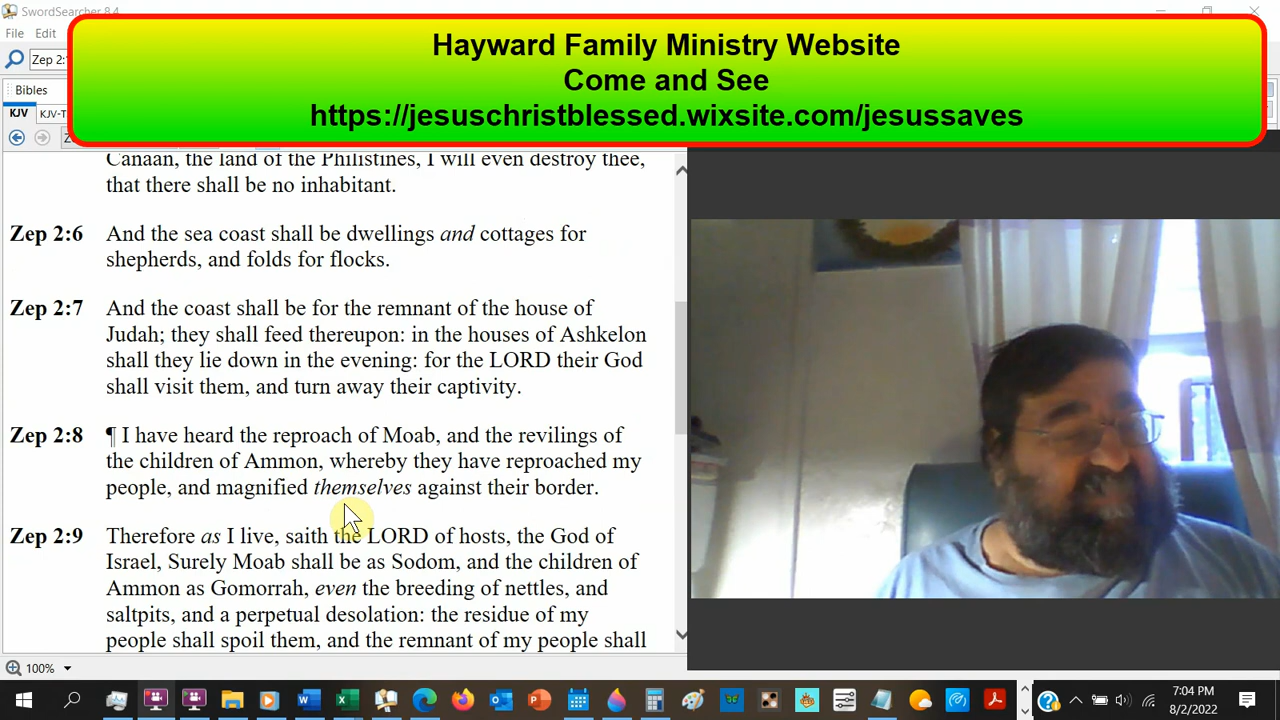 SwordSearcher 8.4
Hayward Family Ministry Website
Come and See
https://jesuschristblessed.wixsite.com/jesussaves
File Edit
Zep 2:
Bibles
KJV KJV-T
Canaan, the land of the Philistines, I will even destroy thee,
that there shall be no inhabitant.
Zep 2:6 And the sea coast shall be dwellings and cottages for
shepherds, and folds for flocks.
Zep 2:7 And the coast shall be for the remnant of the house of
Judah; they shall feed thereupon: in the houses of Ashkelon
shall they lie down in the evening: for the LORD their God
shall visit them, and turn away their captivity.
Zep 2:8 ¶ I have heard the reproach of Moab, and the revilings of
the children of Ammon, whereby they have reproached my
people, and magnified themselves against their border.
Zep 2:9 Therefore as I live, saith the LORD of hosts, the God of
Israel, Surely Moab shall be as Sodom, and the children of
Ammon as Gomorrah, even the breeding of nettles, and
saltpits, and a perpetual desolation: the residue of my
people shall spoil them, and the remnant of my people shall
100%
7:04 PM
8/2/2022